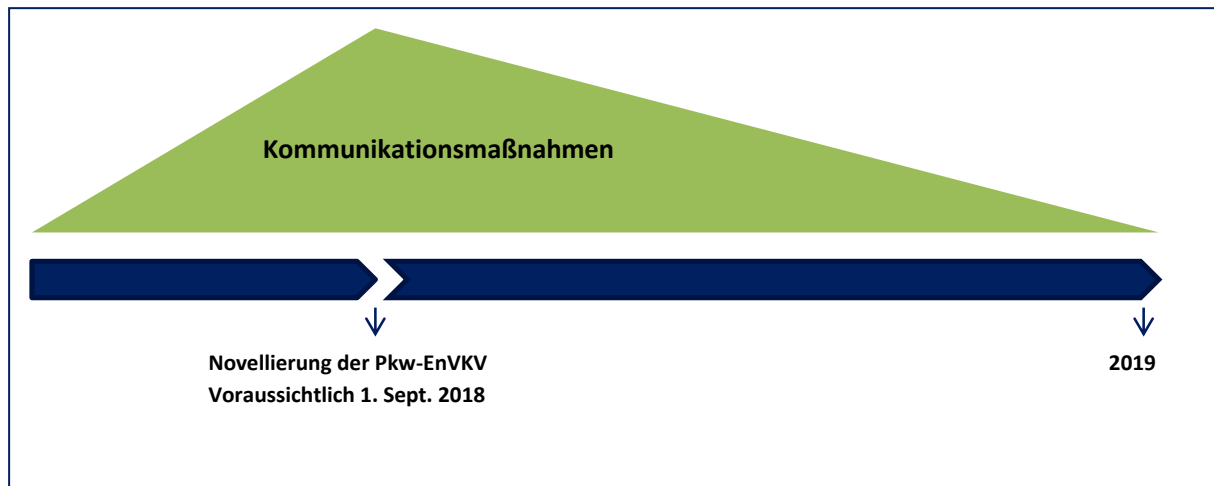 Kommunikationsmaßnahmen
Novellierung der Pkw-EnVKV
Voraussichtlich 1. Sept. 2018
2019